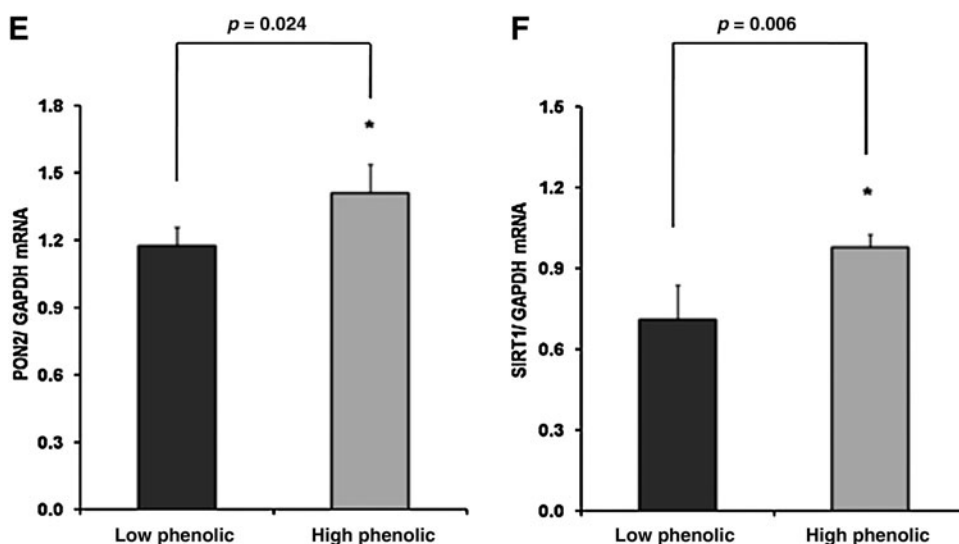 E
p = 0.024
*
1.8
1.5
1.2
0.9
0.6
0.3
0.0
PON2/ GAPDH mRNA
Low phenolic
High phenolic
F
p = 0.006
*
1.5
1.2
0.9
0.6
0.3
0.0
SIRT1/ GAPDH mRNA
Low phenolic
High phenolic